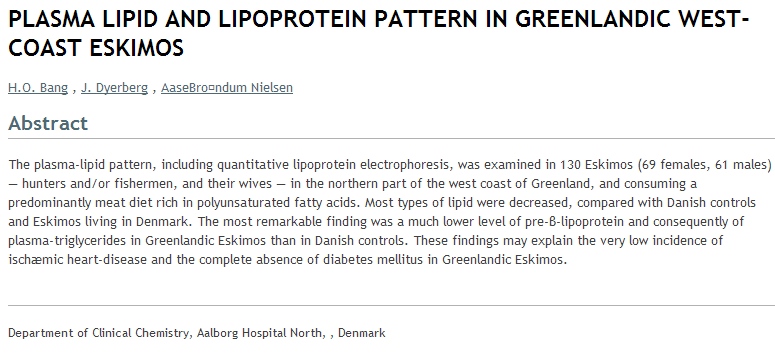 PLASMA LIPID AND LIPOPROTEIN PATTERN IN GREENLANDIC WEST-
COAST ESKIMOS
H.O. Bang , J. Dyerberg , AaseBro¤ndum Nielsen
Abstract
The plasma-lipid pattern, including quantitative lipoprotein electrophoresis, was examined in 130 Eskimos (69 females, 61 males)
— hunters and/or fishermen, and their wives — in the northern part of the west coast of Greenland, and consuming a
predominantly meat diet rich in polyunsaturated fatty acids. Most types of lipid were decreased, compared with Danish controls
and Eskimos living in Denmark. The most remarkable finding was a much lower level of pre-β-lipoprotein and consequently of
plasma-triglycerides in Greenlandic Eskimos than in Danish controls. These findings may explain the very low incidence of
ischæmic heart-disease and the complete absence of diabetes mellitus in Greenlandic Eskimos.
Department of Clinical Chemistry, Aalborg Hospital North, , Denmark